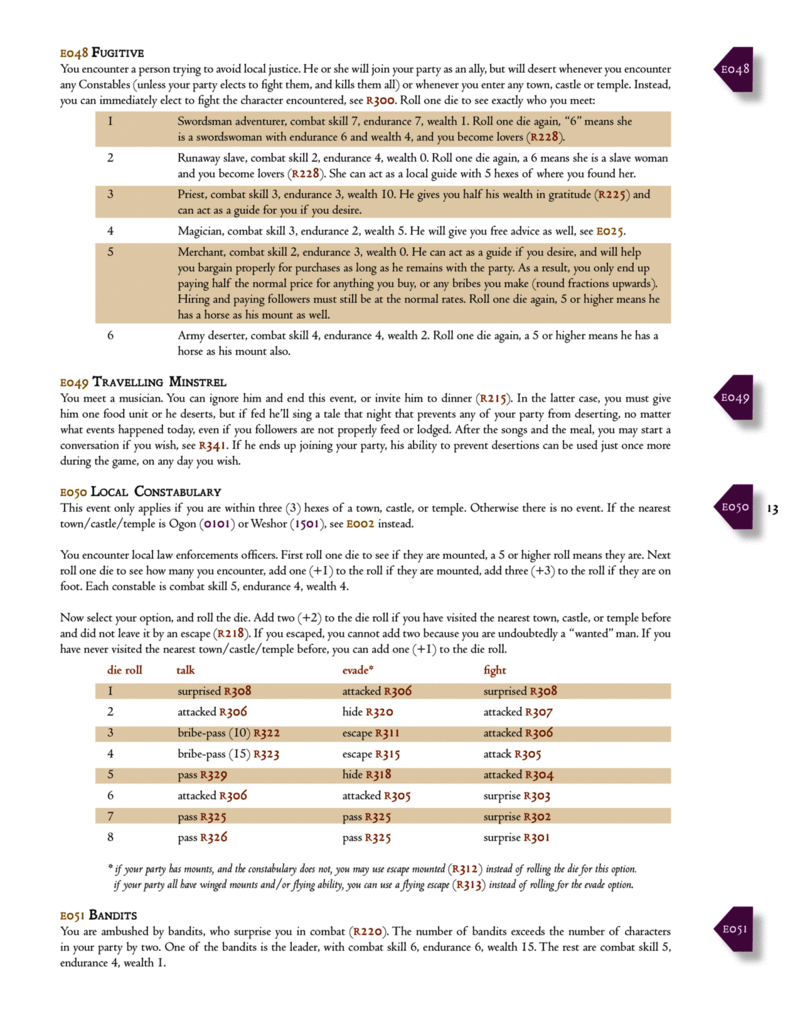 E048 Fugitive
E048
You encounter a person trying to avoid local justice. He or she will join your party as an ally, but will desert whenever you encounter
any Constables (unless your party elects to fight them, and kills them all) or whenever you enter any town, castle or temple. Instead,
you can immediately elect to fight the character encountered, see R300. Roll one die to see exactly who you meet:
1 Swordsman adventurer, combat skill 7, endurance 7, wealth 1. Roll one die again, “6” means she
is a swordswoman with endurance 6 and wealth 4, and you become lovers (R228).
2 Runaway slave, combat skill 2, endurance 4, wealth 0. Roll one die again, a 6 means she is a slave woman
and you become lovers (R228). She can act as a local guide with 5 hexes of where you found her.
3 Priest, combat skill 3, endurance 3, wealth 10. He gives you half his wealth in gratitude (R225) and
can act as a guide for you if you desire.
4 Magician, combat skill 3, endurance 2, wealth 5. He will give you free advice as well, see E025.
5 Merchant, combat skill 2, endurance 3, wealth 0. He can act as a guide if you desire, and will help
you bargain properly for purchases as long as he remains with the party. As a result, you only end up
paying half the normal price for anything you buy, or any bribes you make (round fractions upwards).
Hiring and paying followers must still be at the normal rates. Roll one die again, 5 or higher means he
has a horse as his mount as well.
6 Army deserter, combat skill 4, endurance 4, wealth 2. Roll one die again, a 5 or higher means he has a
horse as his mount also.
E049 Travelling Minstrel
E049
You meet a musician. You can ignore him and end this event, or invite him to dinner (R215). In the latter case, you must give
him one food unit or he deserts, but if fed he’ll sing a tale that night that prevents any of your party from deserting, no matter
what events happened today, even if you followers are not properly feed or lodged. After the songs and the meal, you may start a
conversation if you wish, see R341. If he ends up joining your party, his ability to prevent desertions can be used just once more
during the game, on any day you wish.
E050 Local Constabulary
E050 13
This event only applies if you are within three (3) hexes of a town, castle, or temple. Otherwise there is no event. If the nearest
town/castle/temple is Ogon (0101) or Weshor (1501), see E002 instead.
You encounter local law enforcements officers. First roll one die to see if they are mounted, a 5 or higher roll means they are. Next
roll one die to see how many you encounter, add one (+1) to the roll if they are mounted, add three (+3) to the roll if they are on
foot. Each constable is combat skill 5, endurance 4, wealth 4.
Now select your option, and roll the die. Add two (+2) to the die roll if you have visited the nearest town, castle, or temple before
and did not leave it by an escape (R218). If you escaped, you cannot add two because you are undoubtedly a “wanted” man. If you
have never visited the nearest town/castle/temple before, you can add one (+1) to the die roll.
die roll talk evade* fight
1 surprised R308 attacked R306 surprised R308
2 attacked R306 hide R320 attacked R307
3 bribe-pass (10) R322 escape R311 attacked R306
4 bribe-pass (15) R323 escape R315 attack R305
5 pass R329 hide R318 attacked R304
6 attacked R306 attacked R305 surprise R303
7 pass R325 pass R325 surprise R302
8 pass R326 pass R325 surprise R301
* if your party has mounts, and the constabulary does not, you may use escape mounted (R312) instead of rolling the die for this option.
if your party all have winged mounts and/or flying ability, you can use a flying escape (R313) instead of rolling for the evade option.
E051 Bandits
E051
You are ambushed by bandits, who surprise you in combat (R220). The number of bandits exceeds the number of characters
in your party by two. One of the bandits is the leader, with combat skill 6, endurance 6, wealth 15. The rest are combat skill 5,
endurance 4, wealth 1.